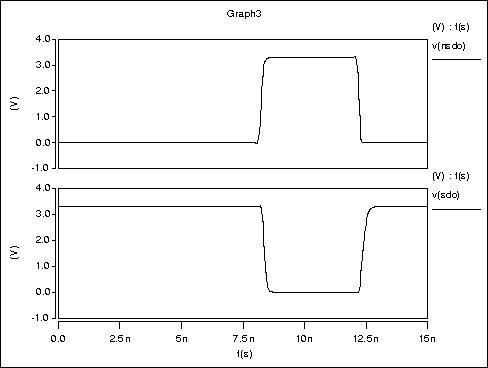 Graph3
(V) : t(s)
v(nsdo)
4.0
3.0
2.0
1.0
0.0
-1.0
(V)
(V) : t(s)
v(sdo)
4.0
3.0
2.0
1.0
0.0
-1.0
(V)
0.0 2.5n 5n 7.5n 10n 12.5n 15n
t(s)